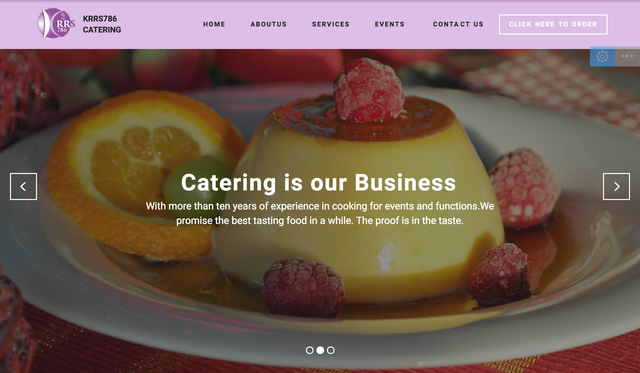 RRS
786
KRRS786
CATERING
HOME ABOUTUS SERVICES EVENTS CONTACT US CLICK HERE TO ORDER
Catering is our Business
With more than ten years of experience in cooking for events and functions.We
promise the best tasting food in a while. The proof is in the taste.